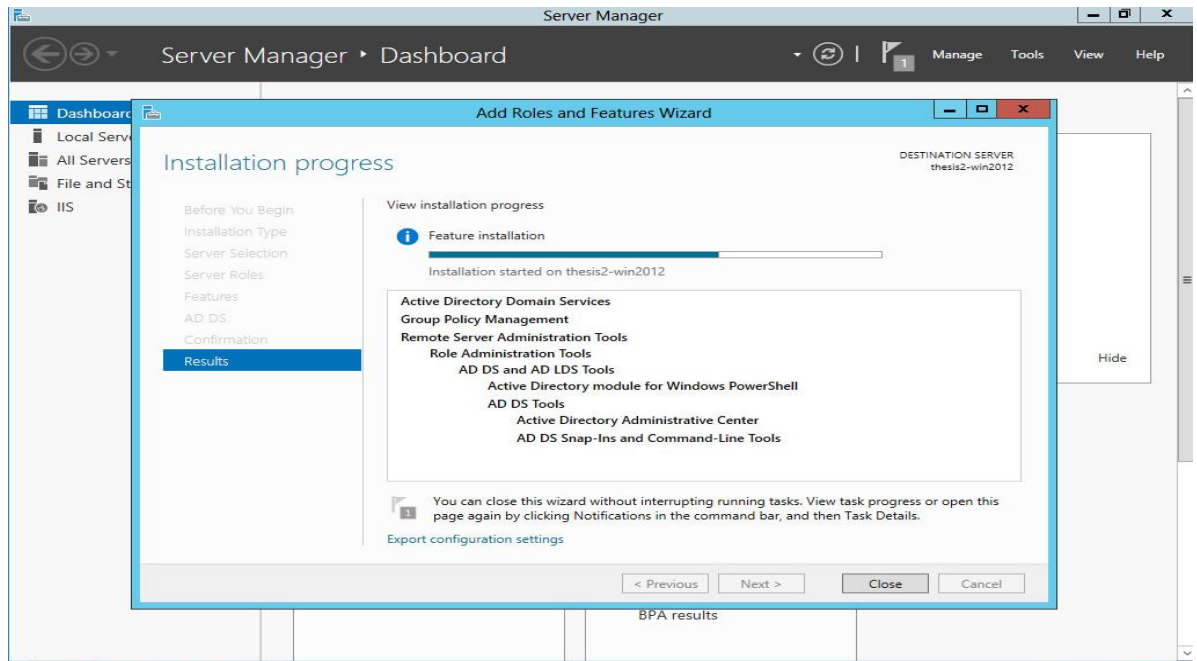 Server Manager
Server Manager ‣ Dashboard
1
Manage
Tools
View
Help
Dashboard
Local Serv
All Servers
File and St
IIS
Add Roles and Features Wizard
Installation progress
DESTINATION SERVER
thesis2-win2012
Before You Begin
Installation Type
Server Selection
Server Roles
Features
AD DS
Confirmation
Results
View installation progress
Feature installation
Installation started on thesis2-win2012
Active Directory Domain Services
Group Policy Management
Remote Server Administration Tools
Role Administration Tools
AD DS and AD LDS Tools
Active Directory module for Windows PowerShell
AD DS Tools
Active Directory Administrative Center
AD DS Snap-Ins and Command-Line Tools
1
You can close this wizard without interrupting running tasks. View task progress or open this
page again by clicking Notifications in the command bar, and then Task Details.
Export configuration settings
< Previous
Next >
Close
Cancel
Hide
BPA results